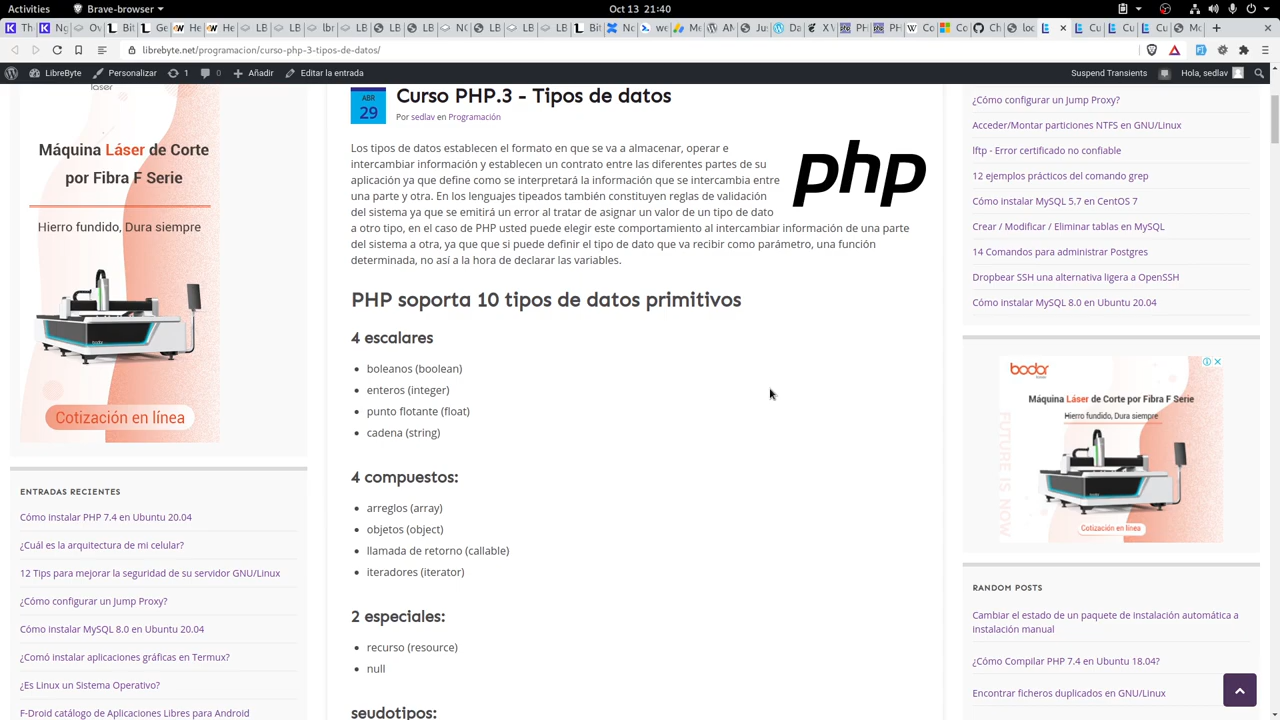 Activities
Brave-browser
Oct 13 21:40
librebyte.net/programacion/curso-php-3-tipos-de-datos/
LibreByte
Personalizar
1
0
Añadir
Editar la entrada
Suspend Transients
Hola, sedlav
láser
Máquina Láser de Corte
por Fibra F Serie
Hierro fundido, Dura siempre
bodor
Cotización en línea
ENTRADAS RECIENTES
Cómo instalar PHP 7.4 en Ubuntu 20.04
¿Cuál es la arquitectura de mi celular?
12 Tips para mejorar la seguridad de su servidor GNU/Linux
¿Cómo configurar un Jump Proxy?
Cómo instalar MySQL 8.0 en Ubuntu 20.04
¿Comó instalar aplicaciones gráficas en Termux?
¿Es Linux un Sistema Operativo?
F-Droid catálogo de Aplicaciones Libres para Android
ABR
29
Curso PHP.3 - Tipos de datos
Por sedlav en Programación
Los tipos de datos establecen el formato en que se va a almacenar, operar e
intercambiar información y establecen un contrato entre las diferentes partes de su
aplicación ya que define como se interpretará la información que se intercambia entre
una parte y otra. En los lenguajes tipeados también constituyen reglas de validación
del sistema ya que se emitirá un error al tratar de asignar un valor de un tipo de dato
a otro tipo, en el caso de PHP usted puede elegir este comportamiento al intercambiar información de una parte
del sistema a otra, ya que que si puede definir el tipo de dato que va recibir como parámetro, una función
determinada, no así a la hora de declarar las variables.
php
PHP soporta 10 tipos de datos primitivos
4 escalares
boleanos (boolean)
enteros (integer)
punto flotante (float)
cadena (string)
4 compuestos:
arreglos (array)
objetos (object)
llamada de retorno (callable)
iteradores (iterator)
2 especiales:
recurso (resource)
null
seudotipos:
¿Cómo configurar un Jump Proxy?
Acceder/Montar particiones NTFS en GNU/Linux
lftp - Error certificado no confiable
12 ejemplos prácticos del comando grep
Cómo instalar MySQL 5.7 en CentOS 7
Crear / Modificar / Eliminar tablas en MySQL
14 Comandos para administrar Postgres
Dropbear SSH una alternativa ligera a OpenSSH
Cómo instalar MySQL 8.0 en Ubuntu 20.04
bodor
Máquina Láser de Corte por Fibra F Serie
Hierro fundido, Dura siempre
Cotización en línea
RANDOM POSTS
Cambiar el estado de un paquete de instalación automática a
instalación manual
¿Cómo Compilar PHP 7.4 en Ubuntu 18.04?
Encontrar ficheros duplicados en GNU/Linux